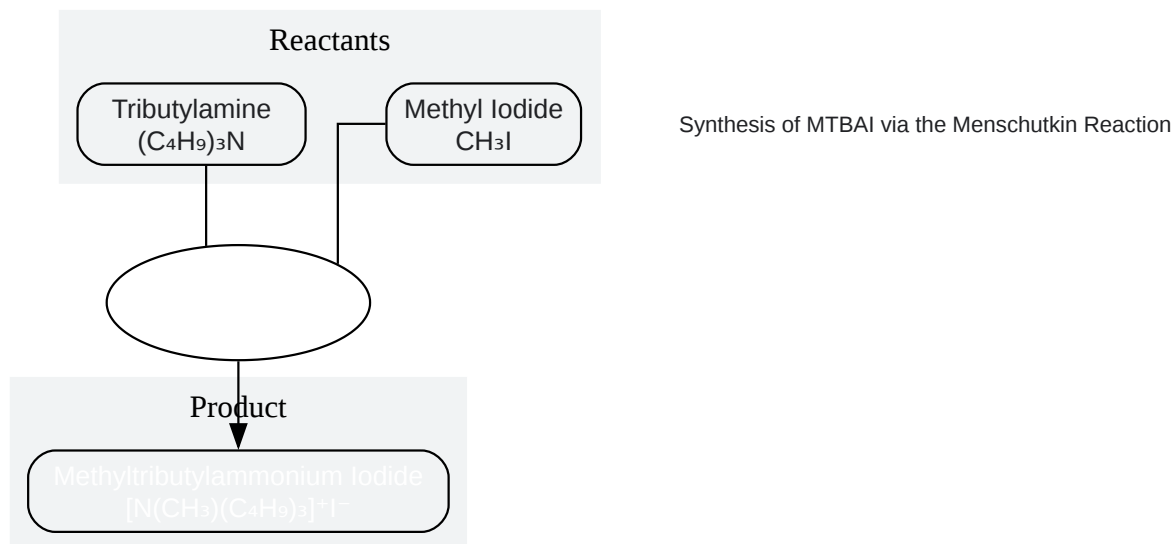 Reactants
Tributylamine
(C₄H₉)₃N
Methyl Iodide
CH₃I
Synthesis of MTBAI via the Menschutkin Reaction
Product
Methyltributylammonium Iodide
[N(CH₃)(C₄H₉)₃]⁺I⁻